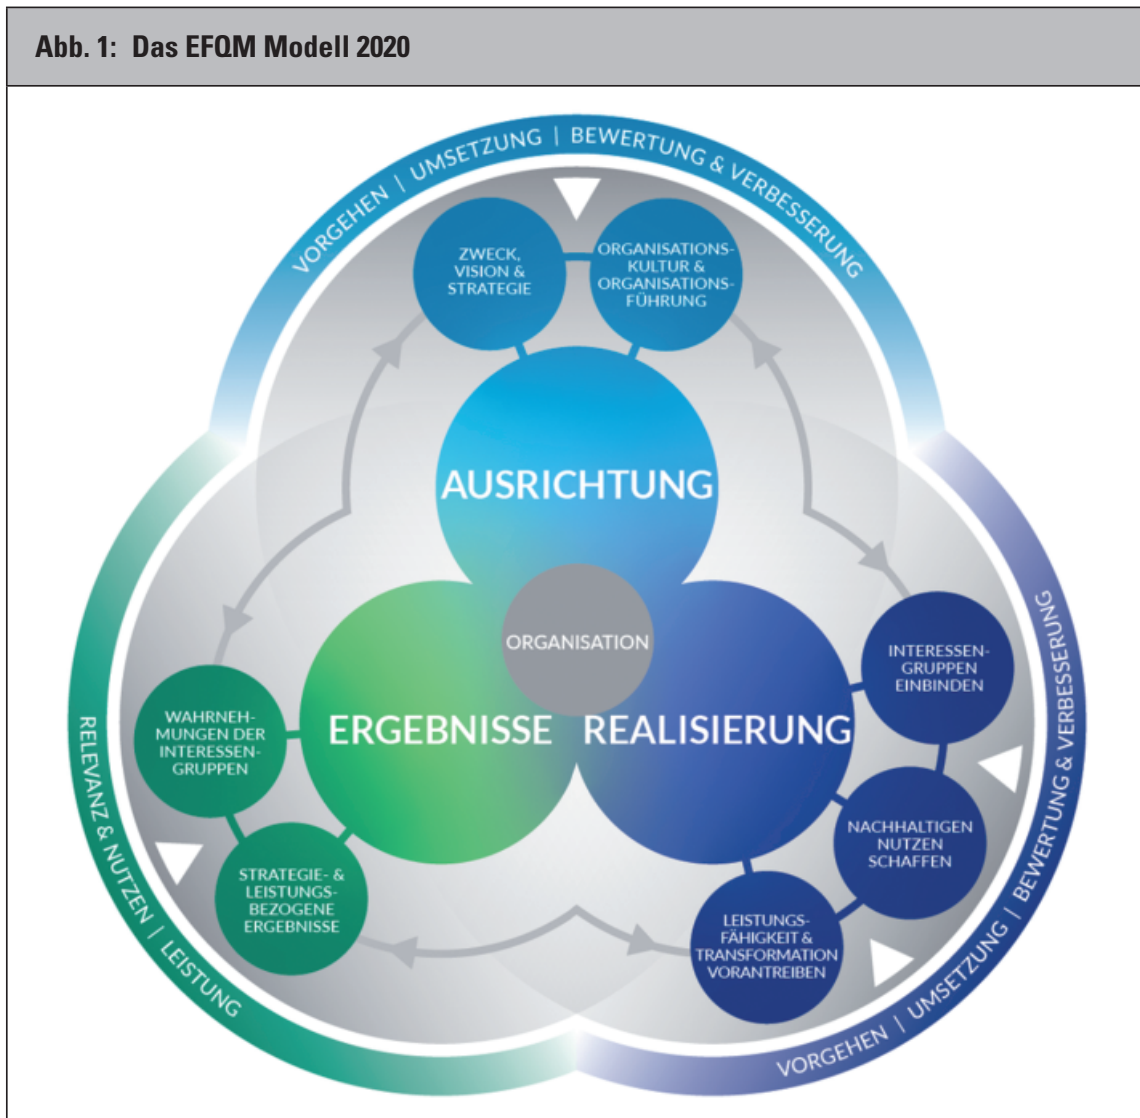 Abb. 1: Das EFQM Modell 2020
VORGEHEN | UMSETZUNG | BEWERTUNG & VERBESSERUNG
ZWECK,
VISION &
STRATEGIE
ORGANISATIONS-
KULTUR &
ORGANISATIONS-
FÜHRUNG
AUSRICHTUNG
ORGANISATION
ERGEBNISSE
REALISIERUNG
INTERESSEN-
GRUPPEN
EINBINDEN
NACHHALTIGEN
NUTZEN
SCHAFFEN
LEISTUNGS-
FÄHIGKEIT &
TRANSFORMATION
VORANTREIBEN
VORGEHEN | UMSETZUNG | BEWERTUNG & VERBESSERUNG
WAHRNEH-
MUNGEN DER
INTERESSEN-
GRUPPEN
STRATEGIE- &
LEISTUNGS-
BEZOGENE
ERGEBNISSE
RELEVANZ & NUTZEN | LEISTUNG